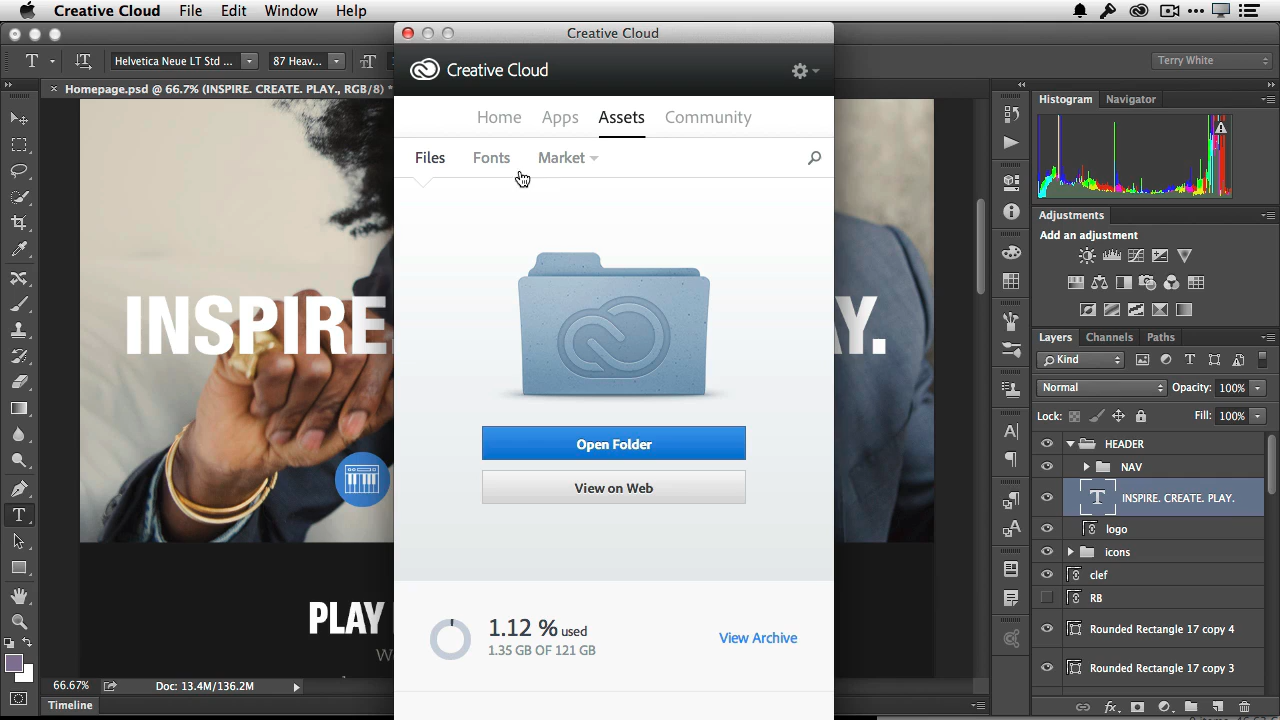 Creative Cloud File Edit Window Help
Creative Cloud
T Helvetica Neue LT Std ... 87 Heav...
Terry White
Homepage.psd @ 66.7% (INSPIRE. CREATE. PLAY., RGB/8) *
Creative Cloud
Home Apps Assets Community
Files Fonts Market
INSPIRE.
AY.
Open Folder
View on Web
PLAY
W
1.12 % used
1.35 GB OF 121 GB
View Archive
Histogram Navigator
Adjustments
Add an adjustment
Layers Channels Paths
Kind
Normal Opacity: 100%
Lock: Fill: 100%
HEADER
NAV
T INSPIRE. CREATE. PLAY.
logo
icons
clef
RB
Rounded Rectangle 17 copy 4
Rounded Rectangle 17 copy 3
fx.
66.67% Doc: 13.4M/136.2M
Timeline